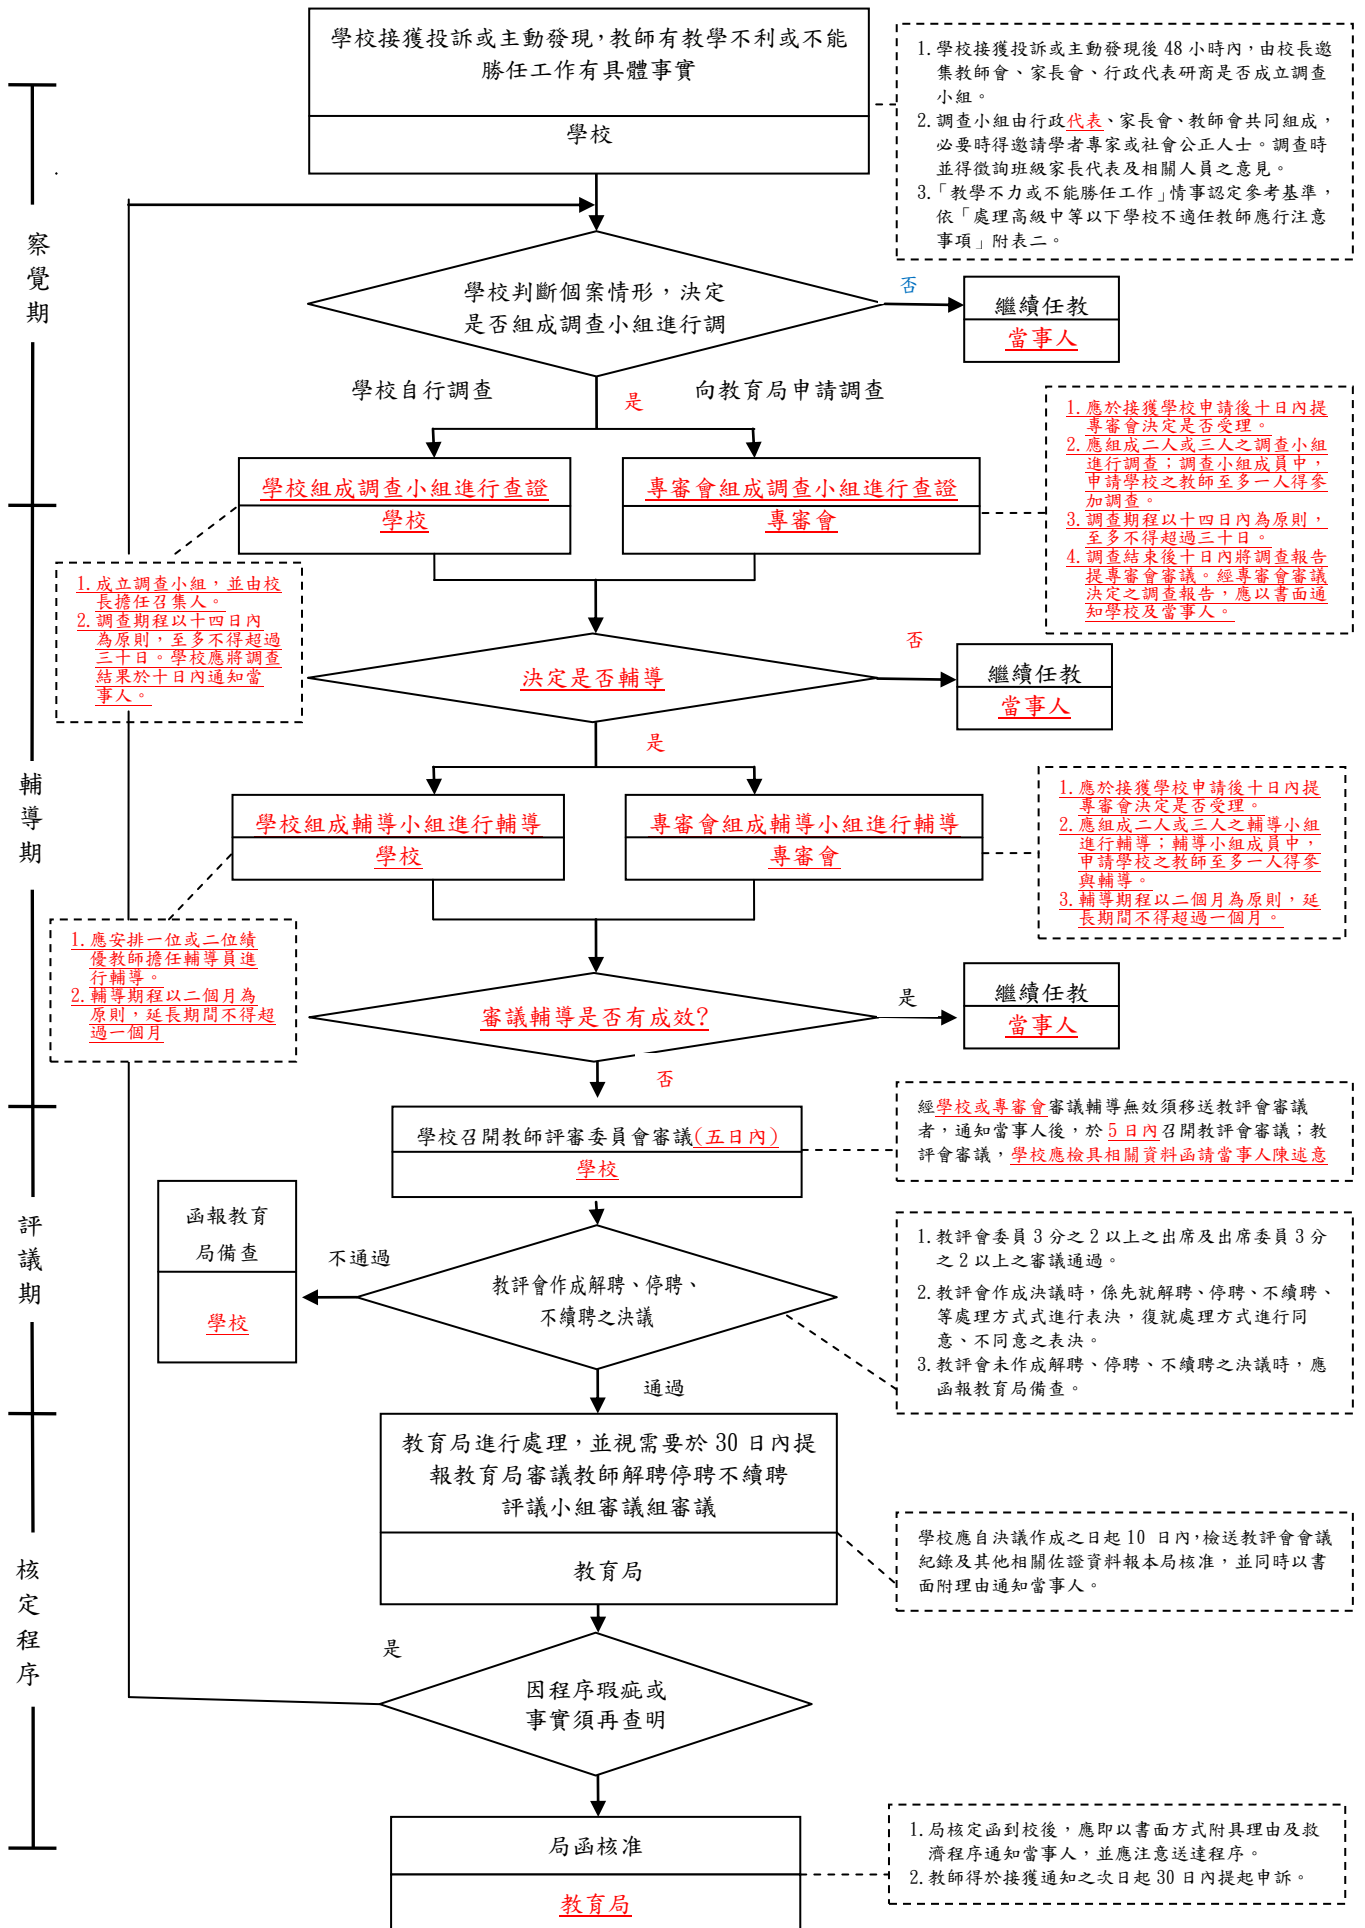 學校接獲投訴或主動發現，教師有教學不利或不能
勝任工作有具體事實
學校
1. 學校接獲投訴或主動發現後 48 小時內，由校長邀
集教師會、家長會、行政代表研商是否成立調查
小組。
2. 調查小組由行政代表、家長會、教師會共同組成，
必要時得邀請學者專家或社會公正人士。調查時
並得徵詢班級家長代表及相關人員之意見。
3.「教學不力或不能勝任工作」情事認定參考基準，
依「處理高級中等以下學校不適任教師應行注意
事項」附表二。
察
覺
期
學校判斷個案情形，決定
是否組成調查小組進行調
否
繼續任教
當事人
學校自行調查
是
向教育局申請調查
1. 應於接獲學校申請後十日內提
專審會決定是否受理。
2. 應組成二人或三人之調查小組
進行調查；調查小組成員中，
申請學校之教師至多一人得參
加調查。
3. 調查期程以十四日內為原則，
至多不得超過三十日。
4. 調查結束後十日內將調查報告
提專審會審議。經專審會審議
決定之調查報告，應以書面通
知學校及當事人。
學校組成調查小組進行查證
學校
專審會組成調查小組進行查證
專審會
1. 成立調查小組，並由校
長擔任召集人。
2. 調查期程以十四日內
為原則，至多不得超過
三十日。學校應將調查
結果於十日內通知當
事人。
決定是否輔導
否
繼續任教
當事人
是
輔
導
期
學校組成輔導小組進行輔導
學校
專審會組成輔導小組進行輔導
專審會
1. 應於接獲學校申請後十日內提
專審會決定是否受理。
2. 應組成二人或三人之輔導小組
進行輔導；輔導小組成員中，
申請學校之教師至多一人得參
與輔導。
3. 輔導期程以二個月為原則，延
長期間不得超過一個月。
1. 應安排一位或二位績
優教師擔任輔導員進
行輔導。
2. 輔導期程以二個月為
原則，延長期間不得超
過一個月
審議輔導是否有成效?
是
繼續任教
當事人
否
學校召開教師評審委員會審議(五日內)
學校
經學校或專審會審議輔導無效須移送教評會審議
者，通知當事人後，於 5 日內召開教評會審議；教
評會審議，學校應檢具相關資料函請當事人陳述意
評
議
期
函報教育
局備查
學校
不通過
教評會作成解聘、停聘、
不續聘之決議
1. 教評會委員 3 分之 2 以上之出席及出席委員 3 分
之 2 以上之審議通過。
2. 教評會作成決議時，係先就解聘、停聘、不續聘、
等處理方式式進行表決，復就處理方式進行同
意、不同意之表決。
3. 教評會未作成解聘、停聘、不續聘之決議時，應
函報教育局備查。
通過
教育局進行處理，並視需要於 30 日內提
報教育局審議教師解聘停聘不續聘
評議小組審議組審議
教育局
學校應自決議作成之日起 10 日內，檢送教評會會議
紀錄及其他相關佐證資料報本局核准，並同時以書
面附理由通知當事人。
核
定
程
序
是
因程序瑕疵或
事實須再查明
局函核准
教育局
1. 局核定函到校後，應即以書面方式附具理由及救
濟程序通知當事人，並應注意送達程序。
2. 教師得於接獲通知之次日起 30 日內提起申訴。